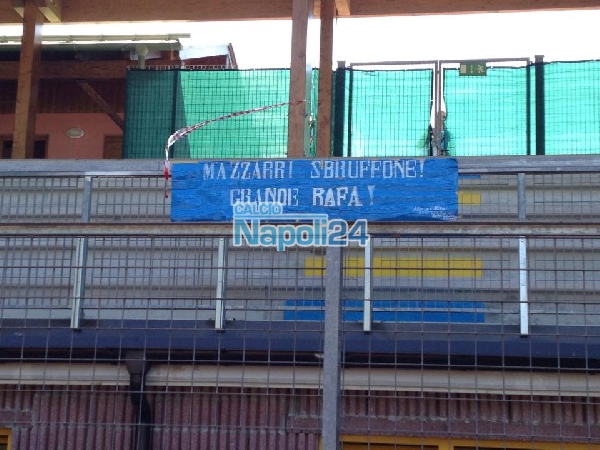 MAZZARRI SBRUFFONE!
GRANDE RAFA!
CALCIO
Napoli24